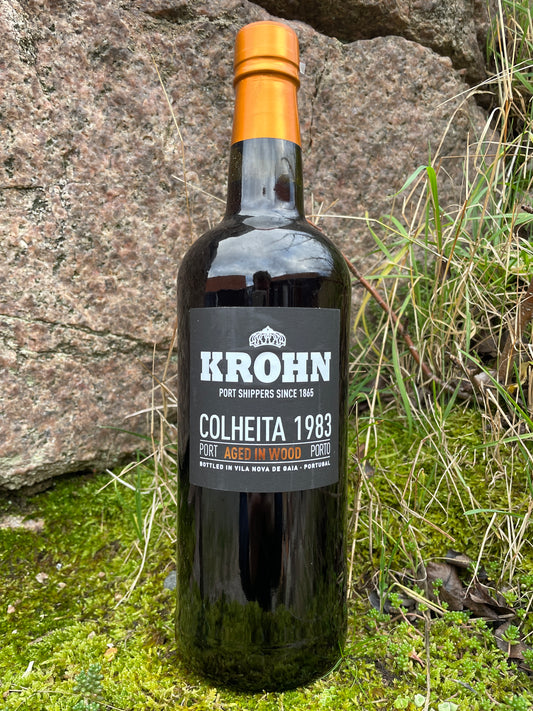 KROHN
PORT SHIPPERS SINCE 1865
COLHEITA 1983
PORT AGED IN WOOD PORTO
BOTTLED IN VILA NOVA DE GAIA - PORTUGAL